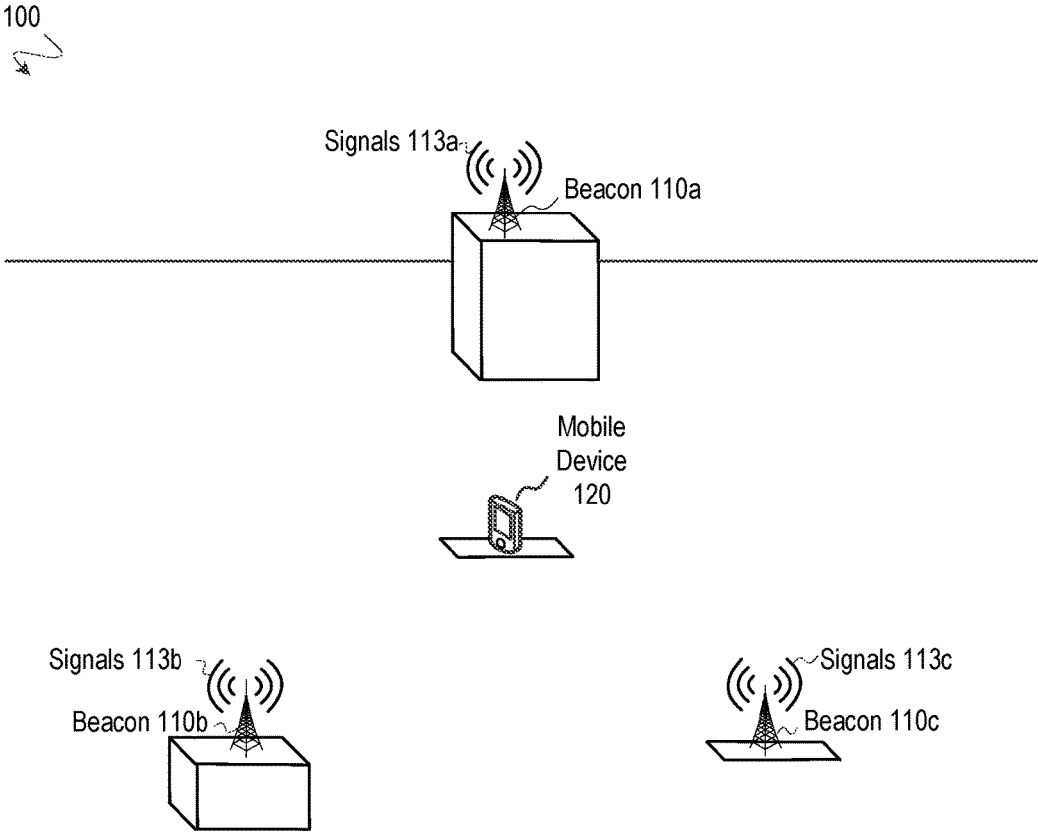 100
Signals 113a
Beacon 110a
Mobile
Device
120
Signals 113b
Signals 113c
Beacon 110b
Beacon 110c